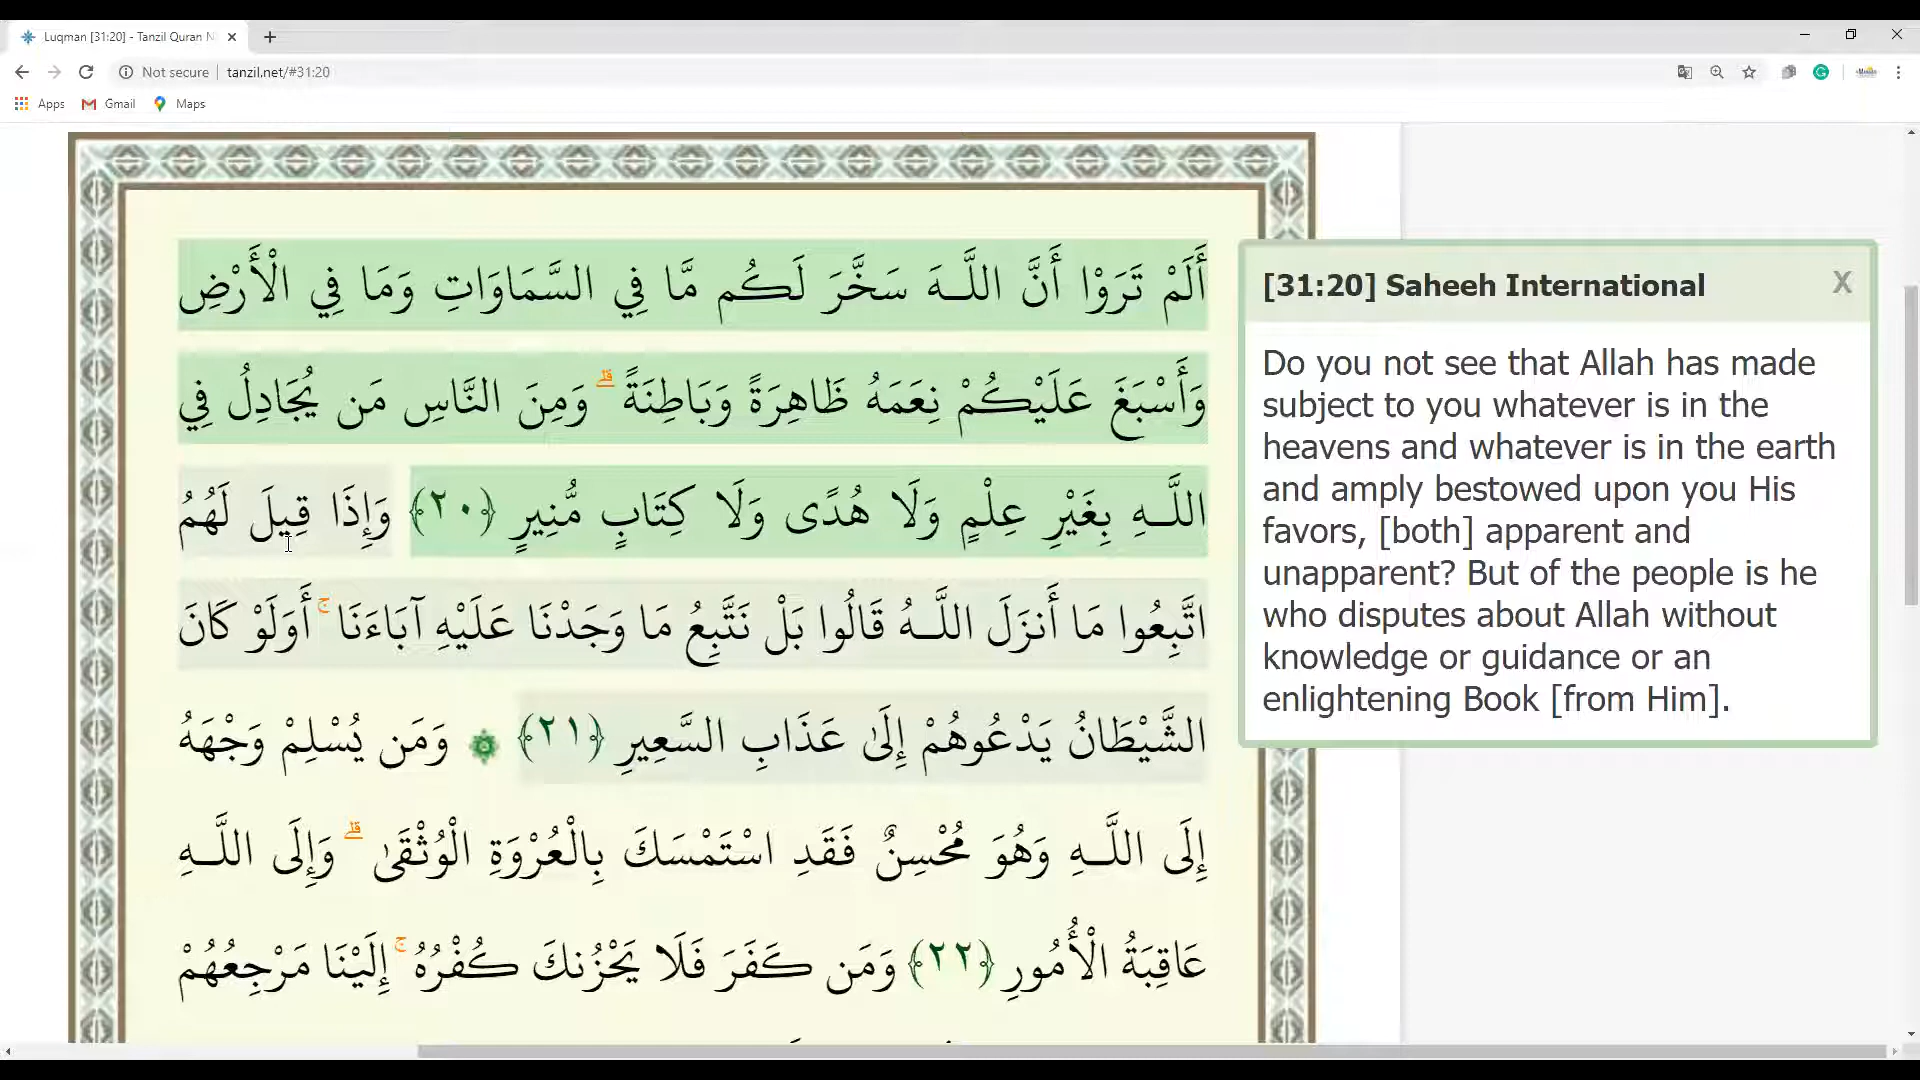 Luqman [31:20] - Tanzil Quran N
Not secure | tanzil.net/#31:20
Apps Gmail Maps
أَلَمْ تَرَوْا أَنَّ اللَّـهَ سَخَّرَ لَكُم مَّا فِي السَّمَاوَاتِ وَمَا فِي الْأَرْضِ
وَأَسْبَغَ عَلَيْكُمْ نِعَمَهُ ظَاهِرَةً وَبَاطِنَةً ۗ وَمِنَ النَّاسِ مَن يُجَادِلُ فِي
اللَّـهِ بِغَيْرِ عِلْمٍ وَلَا هُدًى وَلَا كِتَابٍ مُّنِيرٍ ﴿٢٠﴾ وَإِذَا قِيلَ لَهُمُ
اتَّبِعُوا مَا أَنزَلَ اللَّـهُ قَالُوا بَلْ نَتَّبِعُ مَا وَجَدْنَا عَلَيْهِ آبَاءَنَا ۚ أَوَلَوْ كَانَ
الشَّيْطَانُ يَدْعُوهُمْ إِلَىٰ عَذَابِ السَّعِيرِ ﴿٢١﴾ ۞ وَمَن يُسْلِمْ وَجْهَهُ
إِلَى اللَّـهِ وَهُوَ مُحْسِنٌ فَقَدِ اسْتَمْسَكَ بِالْعُرْوَةِ الْوُثْقَىٰ ۗ وَإِلَى اللَّـهِ
عَاقِبَةُ الْأُمُورِ ﴿٢٢﴾ وَمَن كَفَرَ فَلَا يَحْزُنكَ كُفْرُهُ ۚ إِلَيْنَا مَرْجِعُهُمْ
[31:20] Saheeh International X
Do you not see that Allah has made
subject to you whatever is in the
heavens and whatever is in the earth
and amply bestowed upon you His
favors, [both] apparent and
unapparent? But of the people is he
who disputes about Allah without
knowledge or guidance or an
enlightening Book [from Him].